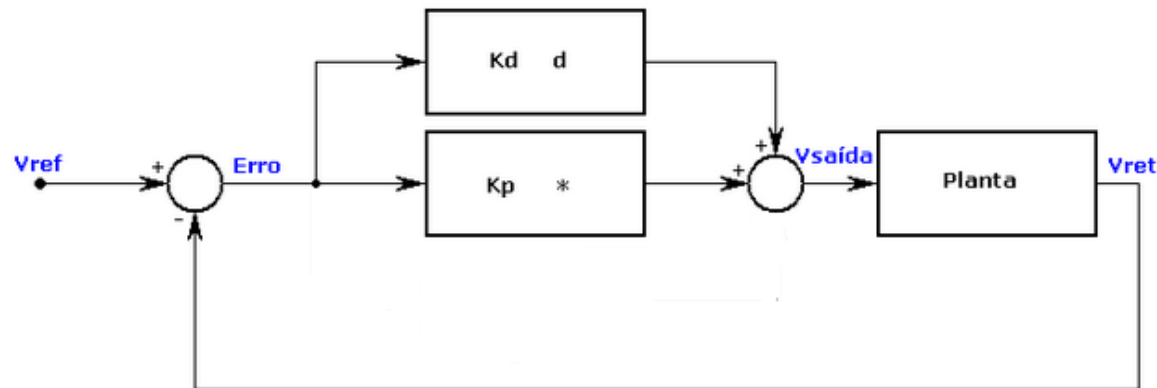 Kd d
Vref
+
Erro
-
Kp *
+
+
Vsaída
Planta
Vret